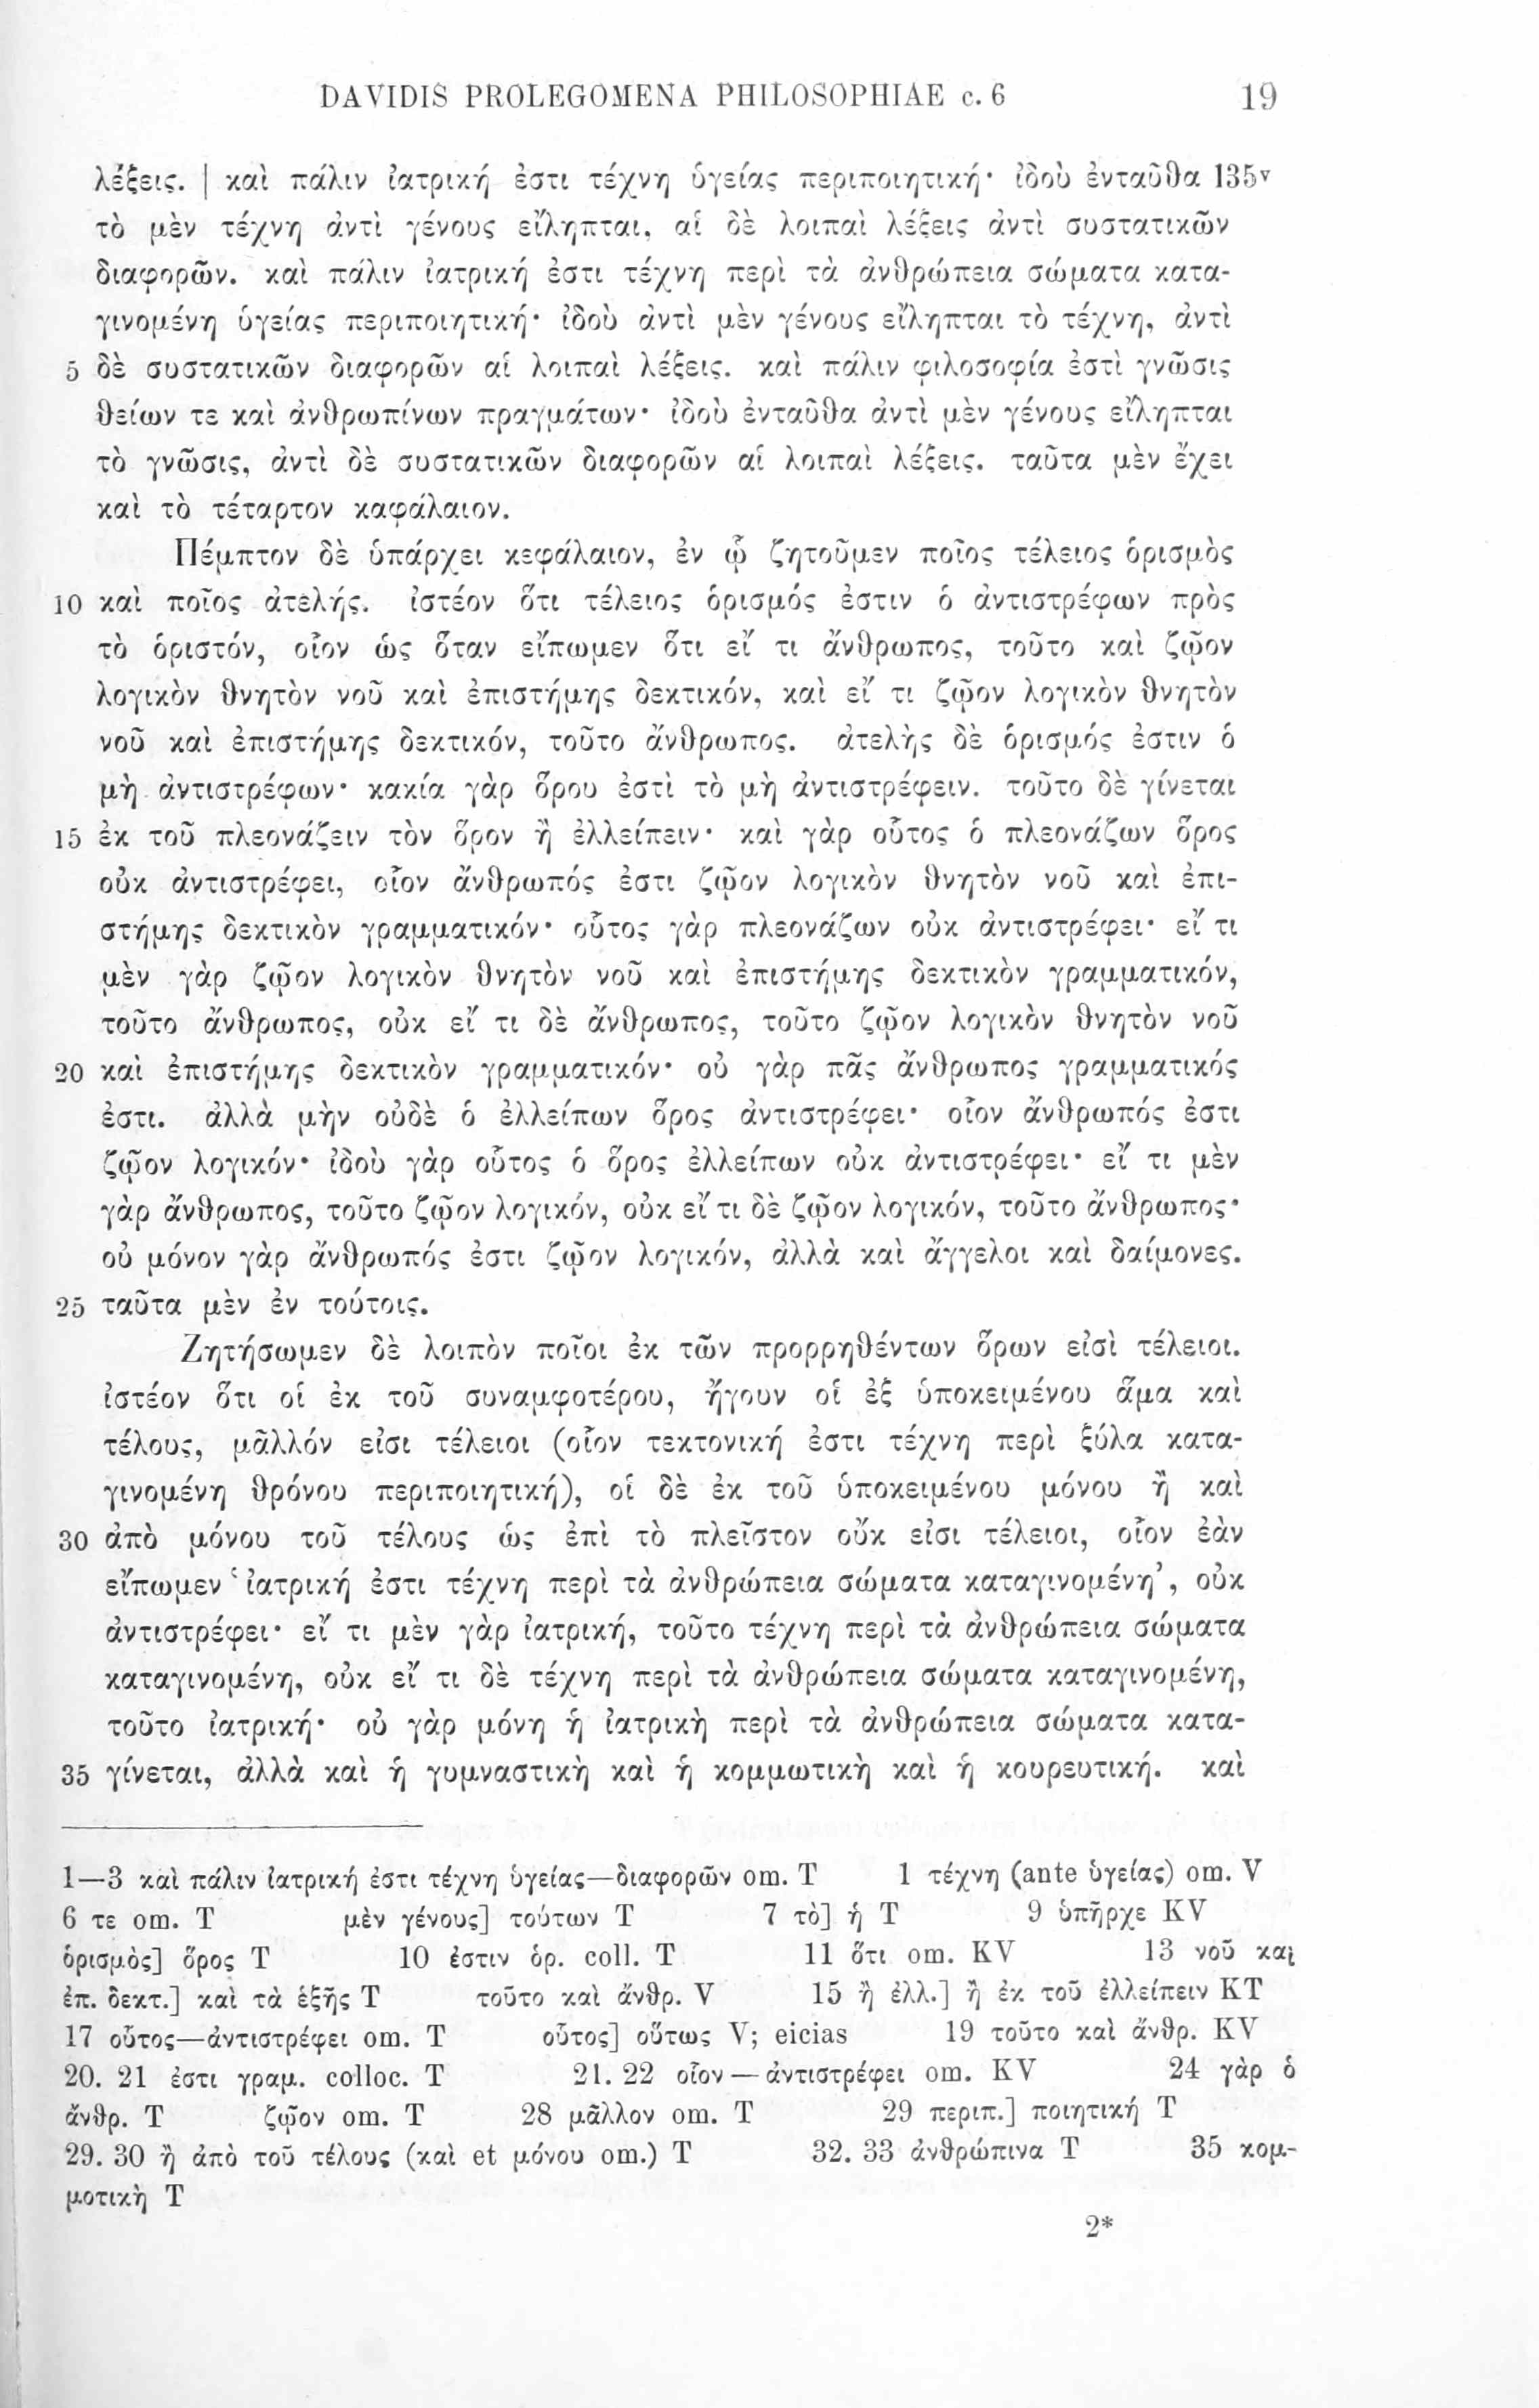 DAVIDIS PROLEGOMENA PHILOSOPHIAE c. 6 19
λέξεις. | καὶ πάλιν ἰατρική ἐστι τέχνη ὑγείας περιποιητική· ἰδοὺ ἐνταῦθα 135v
τὸ μὲν τέχνη ἀντὶ γένους εἴληπται, αἱ δὲ λοιπαὶ λέξεις ἀντὶ συστατικῶν
διαφορῶν. καὶ πάλιν ἰατρική ἐστι τέχνη περὶ τὰ ἀνθρώπεια σώματα κατα-
γινομένη ὑγείας περιποιητική· ἰδοὺ ἀντὶ μὲν γένους εἴληπται τὸ τέχνη, ἀντὶ
5 δὲ συστατικῶν διαφορῶν αἱ λοιπαὶ λέξεις. καὶ πάλιν φιλοσοφία ἐστὶ γνῶσις
θείων τε καὶ ἀνθρωπίνων πραγμάτων· ἰδοὺ ἐνταῦθα ἀντὶ μὲν γένους εἴληπται
τὸ γνῶσις, ἀντὶ δὲ συστατικῶν διαφορῶν αἱ λοιπαὶ λέξεις. ταῦτα μὲν ἔχει
καὶ τὸ τέταρτον καφάλαιον.
Πέμπτον δὲ ὑπάρχει κεφάλαιον, ἐν ᾧ ζητοῦμεν ποῖος τέλειος ὁρισμὸς
10 καὶ ποῖος ἀτελής. ἰστέον ὅτι τέλειος ὁρισμός ἐστιν ὁ ἀντιστρέφων πρὸς
τὸ ὁριστόν, οἷον ὡς ὅταν εἴπωμεν ὅτι εἴ τι ἄνθρωπος, τοῦτο καὶ ζῷον
λογικὸν θνητὸν νοῦ καὶ ἐπιστήμης δεκτικόν, καὶ εἴ τι ζῷον λογικὸν θνητὸν
νοῦ καὶ ἐπιστήμης δεκτικόν, τοῦτο ἄνθρωπος. ἀτελὴς δὲ ὁρισμός ἐστιν ὁ
μὴ ἀντιστρέφων· κακία γὰρ ὅρου ἐστὶ τὸ μὴ ἀντιστρέφειν. τοῦτο δὲ γίνεται
15 ἐκ τοῦ πλεονάζειν τὸν ὅρον ἢ ἐλλείπειν· καὶ γὰρ οὗτος ὁ πλεονάζων ὅρος
οὐκ ἀντιστρέφει, οἷον ἄνθρωπός ἐστι ζῷον λογικὸν θνητὸν νοῦ καὶ ἐπι-
στήμης δεκτικὸν γραμματικόν· οὗτος γὰρ πλεονάζων οὐκ ἀντιστρέφει· εἴ τι
μὲν γὰρ ζῷον λογικὸν θνητὸν νοῦ καὶ ἐπιστήμης δεκτικὸν γραμματικόν,
τοῦτο ἄνθρωπος, οὐκ εἴ τι δὲ ἄνθρωπος, τοῦτο ζῷον λογικὸν θνητὸν νοῦ
20 καὶ ἐπιστήμης δεκτικὸν γραμματικόν· οὐ γὰρ πᾶς ἄνθρωπος γραμματικός
ἐστι. ἀλλὰ μὴν οὐδὲ ὁ ἐλλείπων ὅρος ἀντιστρέφει· οἷον ἄνθρωπός ἐστι
ζῷον λογικόν· ἰδοὺ γὰρ οὗτος ὁ ὅρος ἐλλείπων οὐκ ἀντιστρέφει· εἴ τι μὲν
γὰρ ἄνθρωπος, τοῦτο ζῷον λογικόν, οὐκ εἴ τι δὲ ζῷον λογικόν, τοῦτο ἄνθρωπος·
οὐ μόνον γὰρ ἄνθρωπός ἐστι ζῷον λογικόν, ἀλλὰ καὶ ἄγγελοι καὶ δαίμονες.
25 ταῦτα μὲν ἐν τούτοις.
Ζητήσωμεν δὲ λοιπὸν ποῖοι ἐκ τῶν προρρηθέντων ὅρων εἰσὶ τέλειοι.
ἰστέον ὅτι οἱ ἐκ τοῦ συναμφοτέρου, ἤγουν οἱ ἐξ ὑποκειμένου ἅμα καὶ
τέλους, μᾶλλόν εἰσι τέλειοι (οἷον τεκτονική ἐστι τέχνη περὶ ξύλα κατα-
γινομένη θρόνου περιποιητική), οἱ δὲ ἐκ τοῦ ὑποκειμένου μόνου ἢ καὶ
30 ἀπὸ μόνου τοῦ τέλους ὡς ἐπὶ τὸ πλεῖστον οὔκ εἰσι τέλειοι, οἷον ἐὰν
εἴπωμεν ‘ἰατρική ἐστι τέχνη περὶ τὰ ἀνθρώπεια σώματα καταγινομένη’, οὐκ
ἀντιστρέφει· εἴ τι μὲν γὰρ ἰατρική, τοῦτο τέχνη περὶ τὰ ἀνθρώπεια σώματα
καταγινομένη, οὐκ εἴ τι δὲ τέχνη περὶ τὰ ἀνθρώπεια σώματα καταγινομένη,
τοῦτο ἰατρική· οὐ γὰρ μόνη ἡ ἰατρικὴ περὶ τὰ ἀνθρώπεια σώματα κατα-
35 γίνεται, ἀλλὰ καὶ ἡ γυμναστικὴ καὶ ἡ κομμωτικὴ καὶ ἡ κουρευτική. καὶ
1—3 καὶ πάλιν ἰατρική ἐστι τέχνη ὑγείας—διαφορῶν om. T 1 τέχνη (ante ὑγείας) om. V
6 τε om. T μὲν γένους] τούτων T 7 τὸ] ἡ T 9 ὑπῆρχε KV
ὁρισμὸς] ὅρος T 10 ἐστιν ὁρ. coll. T 11 ὅτι om. KV 13 νοῦ καὶ
ἐπ. δεκτ.] καὶ τὰ ἑξῆς T τοῦτο καὶ ἄνθρ. V 15 ἢ ἐλλ.] ἢ ἐκ τοῦ ἐλλείπειν KT
17 οὗτος—ἀντιστρέφει om. T οὗτος] οὕτως V; eicias 19 τοῦτο καὶ ἄνθρ. KV
20. 21 ἐστι γραμ. colloc. T 21. 22 οἷον — ἀντιστρέφει om. KV 24 γὰρ ὁ
ἄνθρ. T ζῷον om. T 28 μᾶλλον om. T 29 περιπ.] ποιητική T
29. 30 ἢ ἀπὸ τοῦ τέλους (καὶ et μόνου om.) T 32. 33 ἀνθρώπινα T 35 κομ-
μοτικὴ T
2*